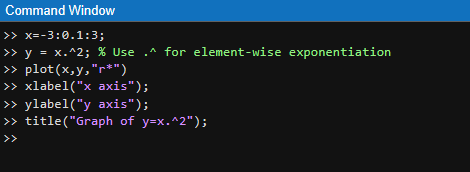 Command Window
>> x=-3:0.1:3;
>> y = x.^2; % Use .^ for element-wise exponentiation
>> plot(x,y,"r*")
>> xlabel("x axis");
>> ylabel("y axis");
>> title("Graph of y=x.^2");
>>